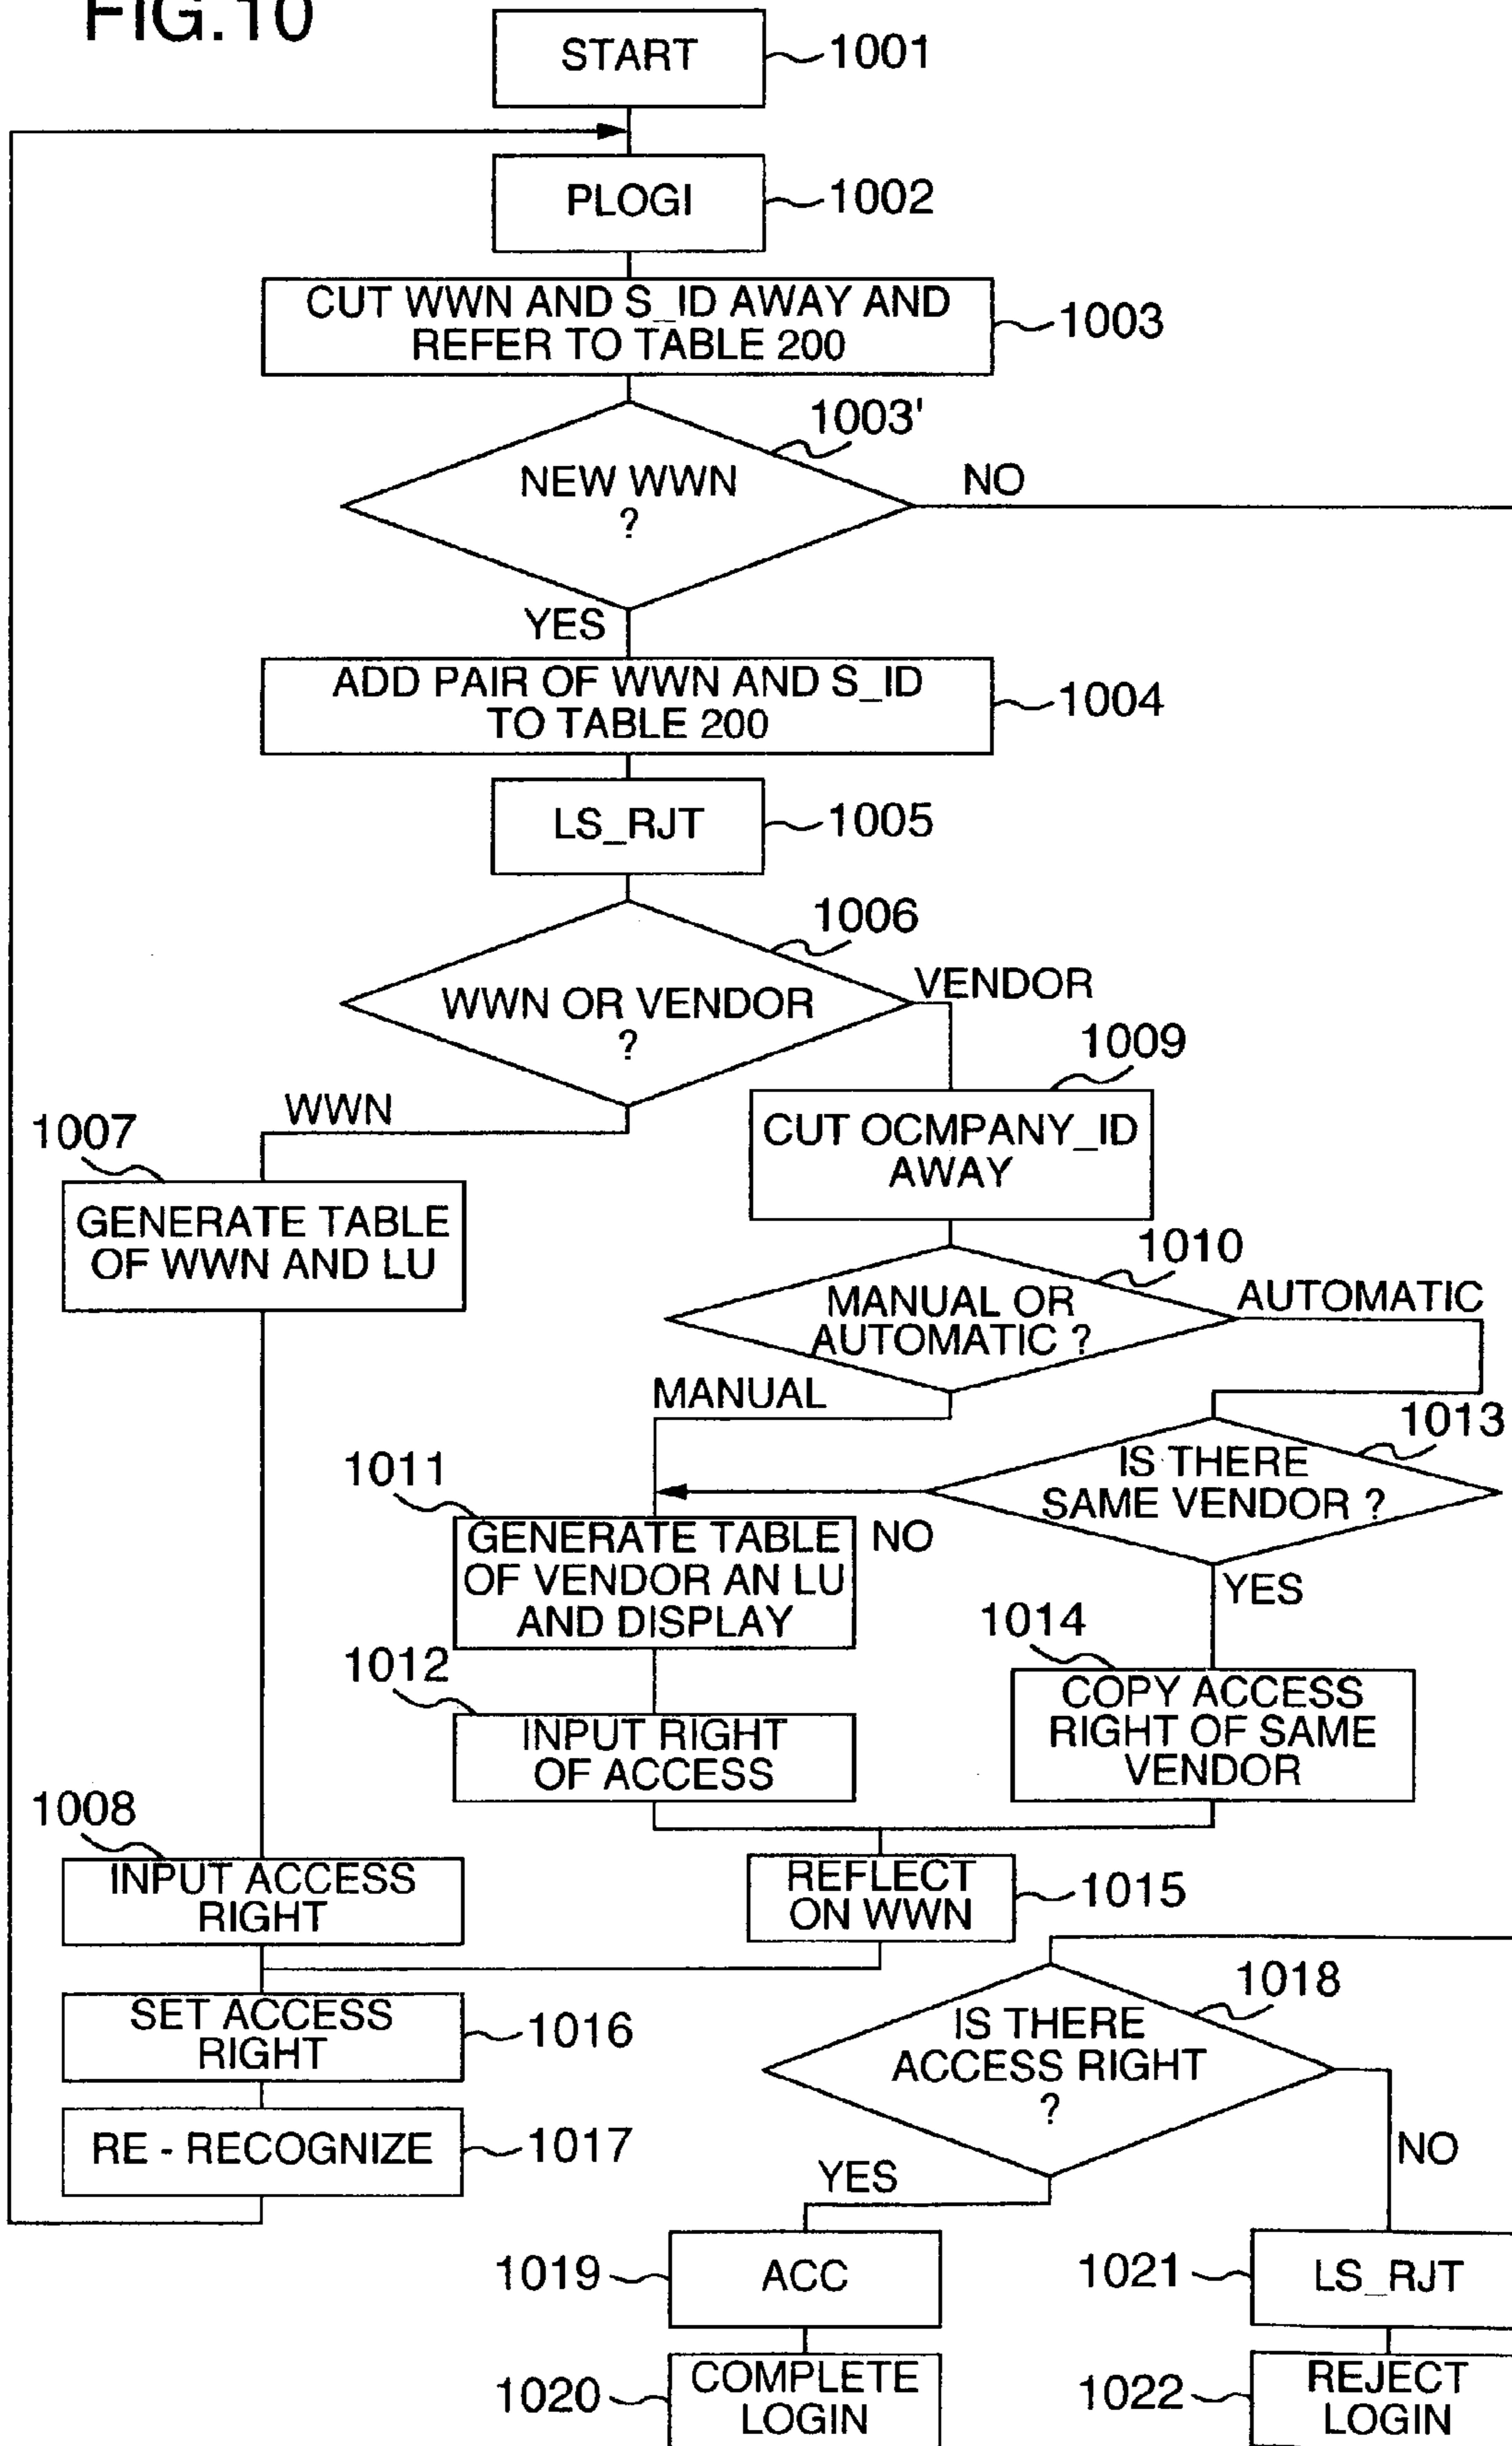 FIG.10
START
1001
PLOGI
1002
CUT WWN AND S_ID AWAY AND
REFER TO TABLE 200
1003
1003'
NEW WWN
?
NO
YES
ADD PAIR OF WWN AND S_ID
TO TABLE 200
1004
LS_RJT
1005
1006
WWN OR VENDOR
?
VENDOR
WWN
1009
CUT OCMPANY_ID
AWAY
1007
GENERATE TABLE
OF WWN AND LU
1010
MANUAL OR
AUTOMATIC ?
AUTOMATIC
MANUAL
1013
IS THERE
SAME VENDOR ?
NO
YES
1011
GENERATE TABLE
OF VENDOR AN LU
AND DISPLAY
1014
COPY ACCESS
RIGHT OF SAME
VENDOR
1012
INPUT RIGHT
OF ACCESS
1008
INPUT ACCESS
RIGHT
REFLECT
ON WWN
1015
SET ACCESS
RIGHT
1016
1018
IS THERE
ACCESS RIGHT
?
RE - RECOGNIZE
1017
YES
NO
1019
ACC
1021
LS_RJT
1020
COMPLETE
LOGIN
1022
REJECT
LOGIN